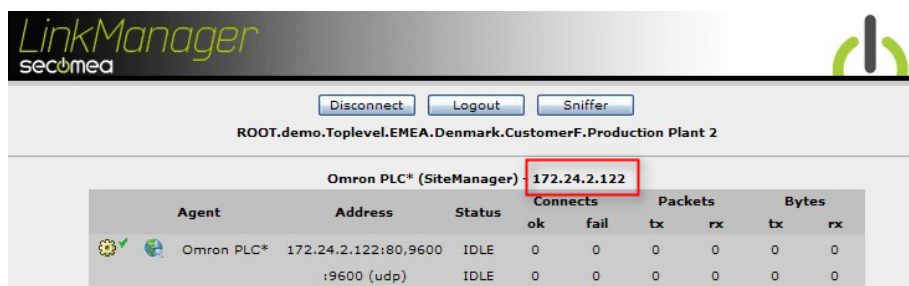 LinkManager
secomea
Disconnect Logout Sniffer
ROOT.demo.Toplevel.EMEA.Denmark.CustomerF.Production Plant 2
Omron PLC* (SiteManager) - 172.24.2.122
Agent Address Status Connects Packets Bytes
ok fail tx rx tx rx
Omron PLC* 172.24.2.122:80,9600 IDLE 0 0 0 0 0 0
:9600 (udp) IDLE 0 0 0 0 0 0